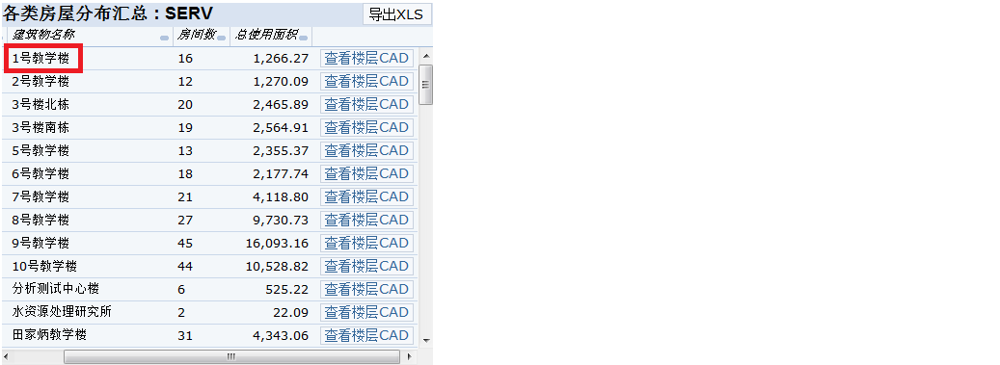 各类房屋分布汇总：SERV 导出XLS
建筑物名称 房间数 总使用面积
1号教学楼 16 1,266.27 查看楼层CAD
2号教学楼 12 1,270.09 查看楼层CAD
3号楼北栋 20 2,465.89 查看楼层CAD
3号楼南栋 19 2,564.91 查看楼层CAD
5号教学楼 13 2,355.37 查看楼层CAD
6号教学楼 18 2,177.74 查看楼层CAD
7号教学楼 21 4,118.80 查看楼层CAD
8号教学楼 27 9,730.73 查看楼层CAD
9号教学楼 45 16,093.16 查看楼层CAD
10号教学楼 44 10,528.82 查看楼层CAD
分析测试中心楼 6 525.22 查看楼层CAD
水资源处理研究所 2 22.09 查看楼层CAD
田家炳教学楼 31 4,343.06 查看楼层CAD